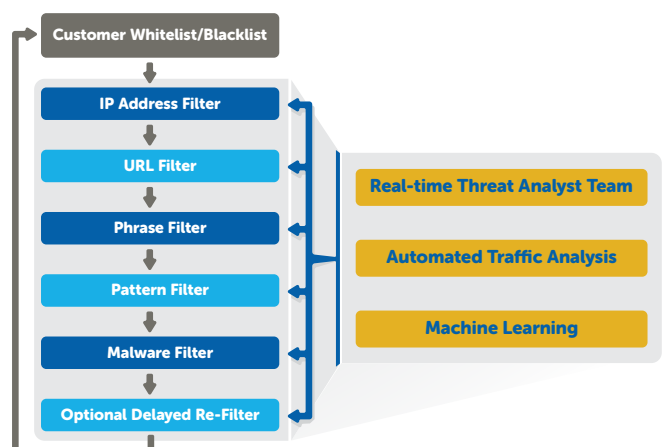 Customer Whitelist/Blacklist
IP Address Filter
URL Filter
Phrase Filter
Pattern Filter
Malware Filter
Optional Delayed Re-Filter
Real-time Threat Analyst Team
Automated Traffic Analysis
Machine Learning